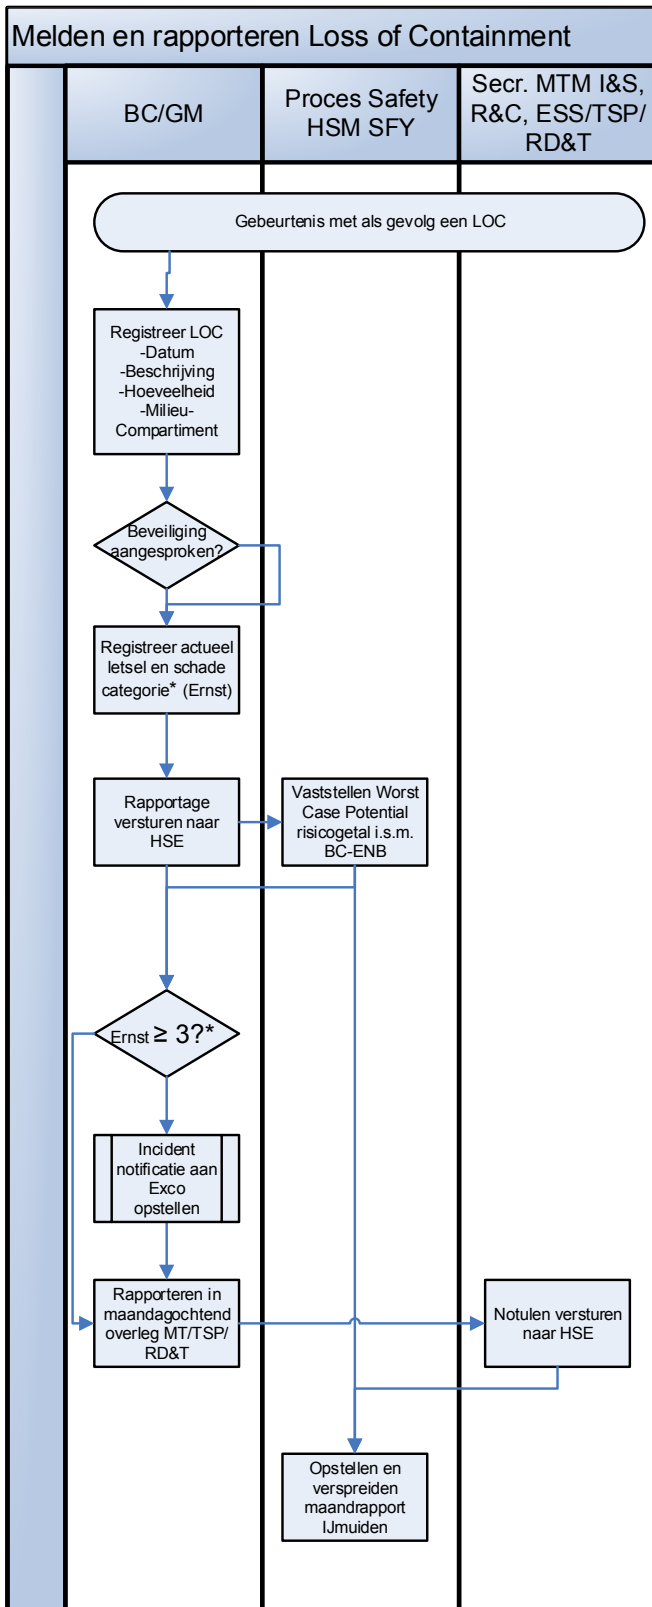 Melden en rapporteren Loss of Containment
BC/GM
Proces Safety
HSM SFY
Secr. MTM I&S,
R&C, ESS/TSP/
RD&T
Gebeurtenis met als gevolg een LOC
Registreer LOC
-Datum
-Beschrijving
-Hoeveelheid
-Milieu-
Compartiment
Beveiliging
aangesproken?
Registreer actueel
letsel en schade
categorie* (Ernst)
Rapportage
versturen naar
HSE
Vaststellen Worst
Case Potential
risicogetal i.s.m.
BC-ENB
Ernst ≥ 3?*
Incident
notificatie aan
Exco
opstellen
Rapporteren in
maandagochtend
overleg MT/TSP/
RD&T
Notulen versturen
naar HSE
Opstellen en
verspreiden
maandrapport
IJmuiden